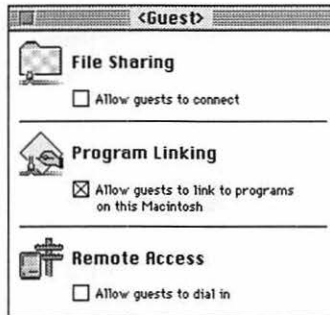 <Guest>
File Sharing
Allow guests to connect
Program Linking
Allow guests to link to programs
on this Macintosh
Remote Access
Allow guests to dial in